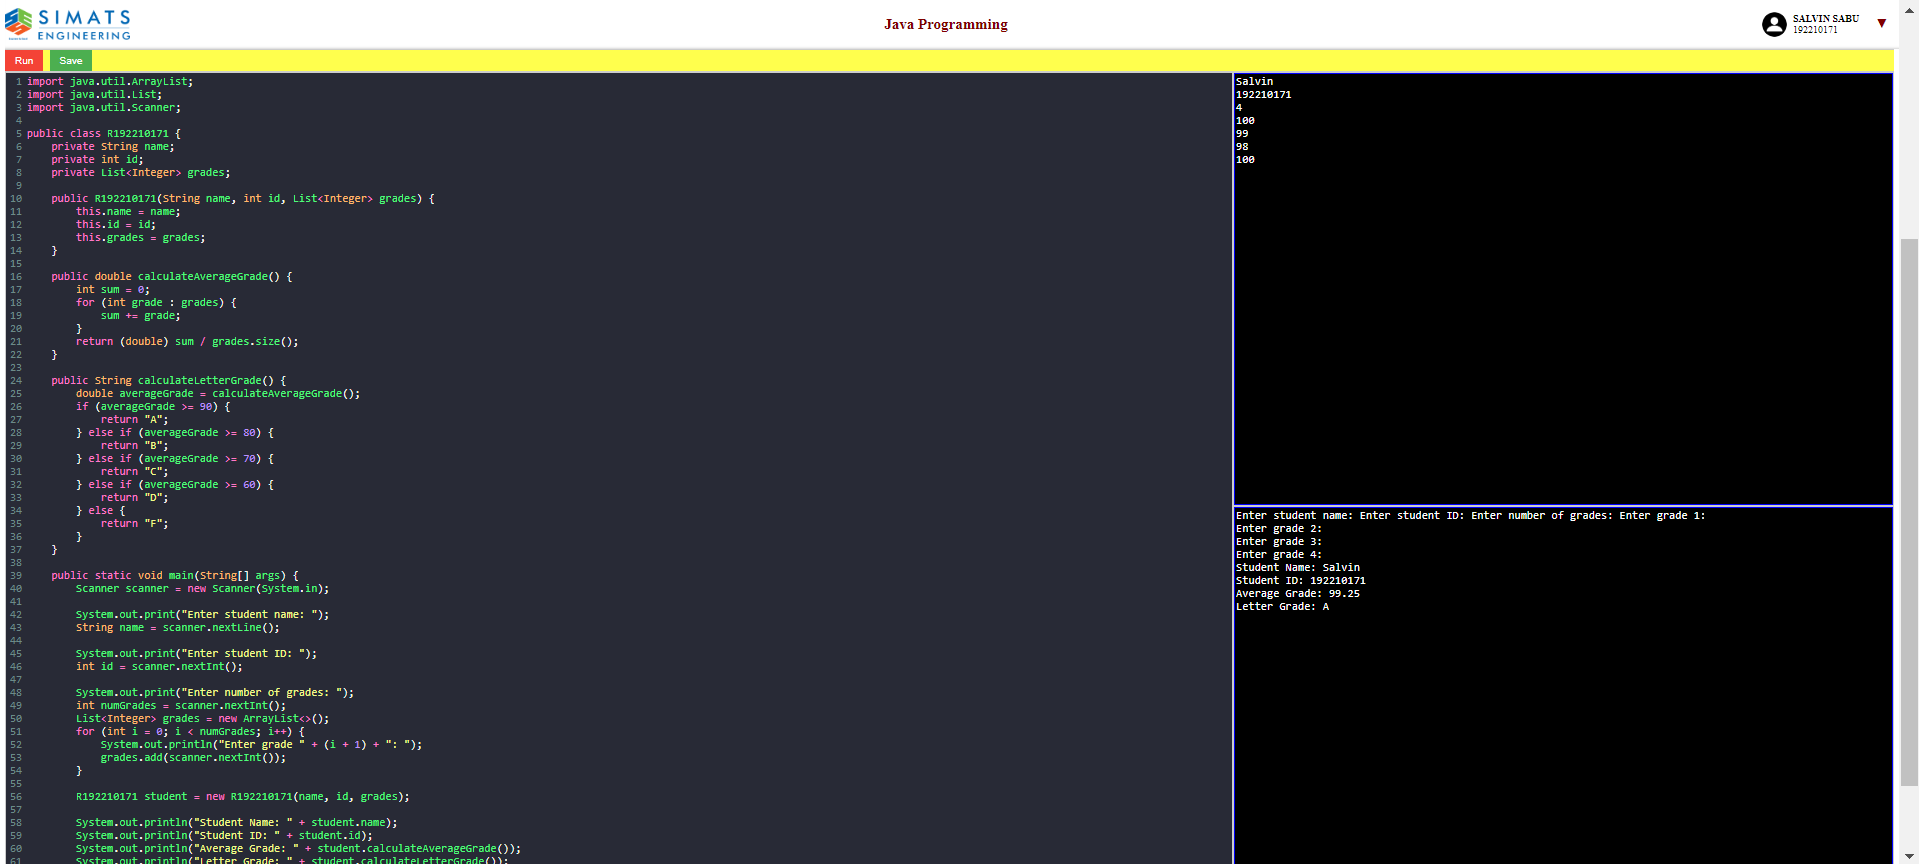 SIMATS
ENGINEERING
Java Programming
SALVIN SABU
192210171
Run Save
1 import java.util.ArrayList;
2 import java.util.List;
3 import java.util.Scanner;
4
5 public class R192210171 {
6     private String name;
7     private int id;
8     private List<Integer> grades;
9
10     public R192210171(String name, int id, List<Integer> grades) {
11         this.name = name;
12         this.id = id;
13         this.grades = grades;
14     }
15
16     public double calculateAverageGrade() {
17         int sum = 0;
18         for (int grade : grades) {
19             sum += grade;
20         }
21         return (double) sum / grades.size();
22     }
23
24     public String calculateLetterGrade() {
25         double averageGrade = calculateAverageGrade();
26         if (averageGrade >= 90) {
27             return "A";
28         } else if (averageGrade >= 80) {
29             return "B";
30         } else if (averageGrade >= 70) {
31             return "C";
32         } else if (averageGrade >= 60) {
33             return "D";
34         } else {
35             return "F";
36         }
37     }
38
39     public static void main(String[] args) {
40         Scanner scanner = new Scanner(System.in);
41
42         System.out.print("Enter student name: ");
43         String name = scanner.nextLine();
44
45         System.out.print("Enter student ID: ");
46         int id = scanner.nextInt();
47
48         System.out.print("Enter number of grades: ");
49         int numGrades = scanner.nextInt();
50         List<Integer> grades = new ArrayList<>();
51         for (int i = 0; i < numGrades; i++) {
52             System.out.println("Enter grade " + (i + 1) + ": ");
53             grades.add(scanner.nextInt());
54         }
55
56         R192210171 student = new R192210171(name, id, grades);
57
58         System.out.println("Student Name: " + student.name);
59         System.out.println("Student ID: " + student.id);
60         System.out.println("Average Grade: " + student.calculateAverageGrade());
61         System.out.println("Letter Grade: " + student.calculateLetterGrade());
Salvin
192210171
4
100
99
98
100
Enter student name: Enter student ID: Enter number of grades: Enter grade 1:
Enter grade 2:
Enter grade 3:
Enter grade 4:
Student Name: Salvin
Student ID: 192210171
Average Grade: 99.25
Letter Grade: A